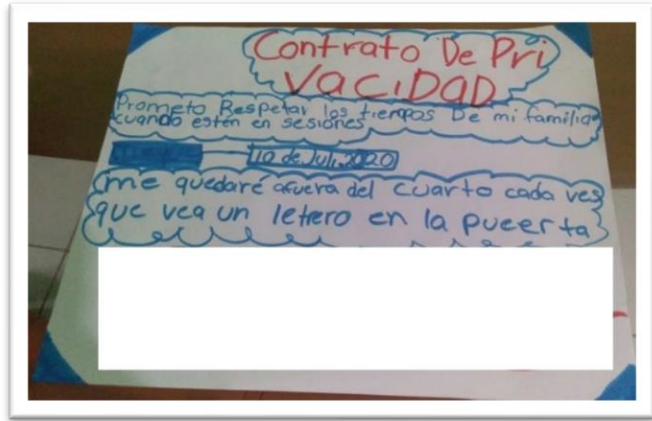 Contrato De Pri
VaCiDaD
Prometo Respetar los tiempos De mi familia
cuando estén en sesiones
10 de Juli.2020
me quedaré afuera del cuarto cada ves
que vea un letero en la pueerta